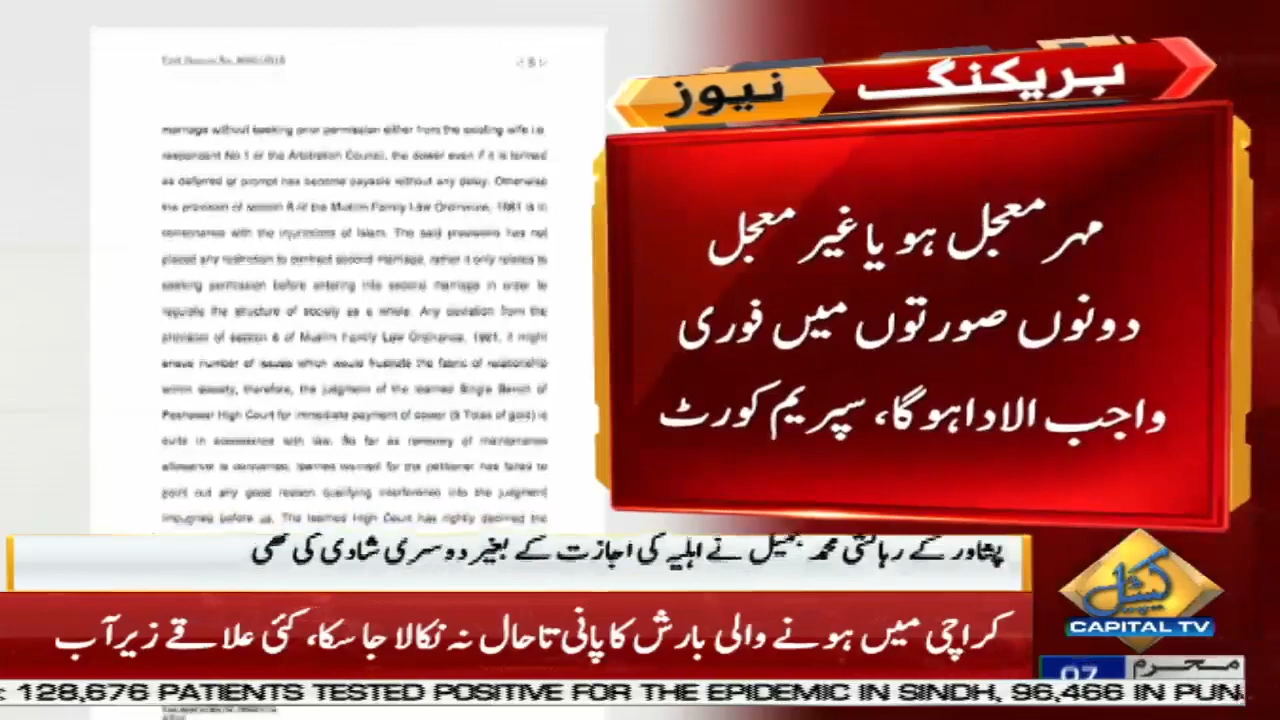 marriage without seeking prior permission either from the existing wife i.e.
respondent No 1 or the Arbitration Council, the dower even if it is termed
as deferred or prompt has become payable without any delay. Otherwise
the provision of section 6 of the Muslim Family Law Ordinance, 1961 is in
consonance with the injunctions of Islam. The said provisions has not
placed any restriction to contract second marriage, rather it only relates to
seeking permission before entering into second marriage in order to
regulate the structure of society as a whole. Any deviation from the
provision of section 6 of Muslim Family Law Ordinance, 1961, it might
ensue number of issues which would frustrate the fabric of relationship
within society, therefore, the judgment of the learned Single Bench of
Peshawar High Court for immediate payment of dower is
quite in accordance with law. So far as recovery of maintenance
allowance is concerned, learned counsel for the petitioner has failed to
point out any good reason qualifying interference into the judgment
impugned before us. The learned High Court has rightly declined the
بریکنگ نیوز
مہر معجل ہو یا غیر معجل
دونوں صورتوں میں فوری
واجب الادا ہوگا، سپریم کورٹ
پشاور کے رہائشی محمد جمیل نے اہلیہ کی اجازت کے بغیر دوسری شادی کی تھی
کیپیٹل
CAPITAL TV
کراچی میں ہونے والی بارش کا پانی تاحال نہ نکالا جا سکا، کئی علاقے زیر آب
07 محرم
: 128,676 PATIENTS TESTED POSITIVE FOR THE EPIDEMIC IN SINDH, 96,466 IN PUN